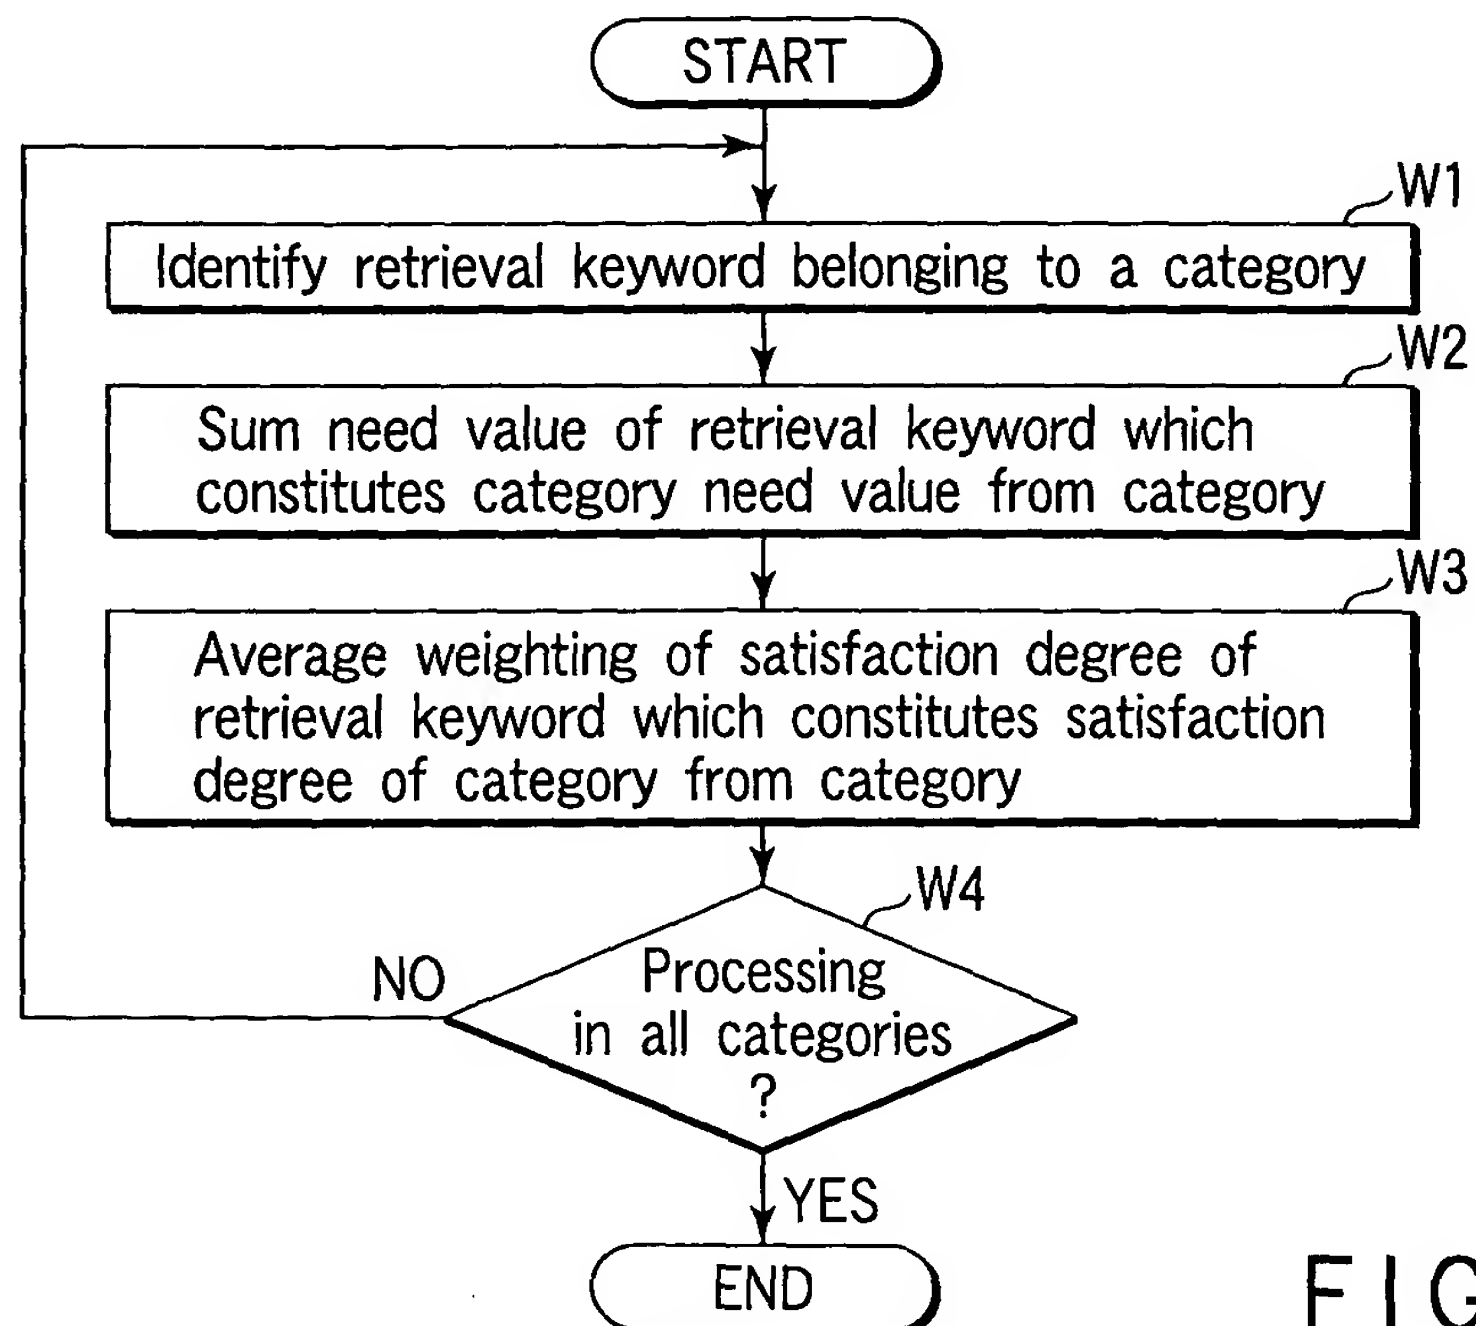 START
W1
Identify retrieval keyword belonging to a category
W2
Sum need value of retrieval keyword which
constitutes category need value from category
W3
Average weighting of satisfaction degree of
retrieval keyword which constitutes satisfaction
degree of category from category
W4
NO
Processing
in all categories
?
YES
END
FIG